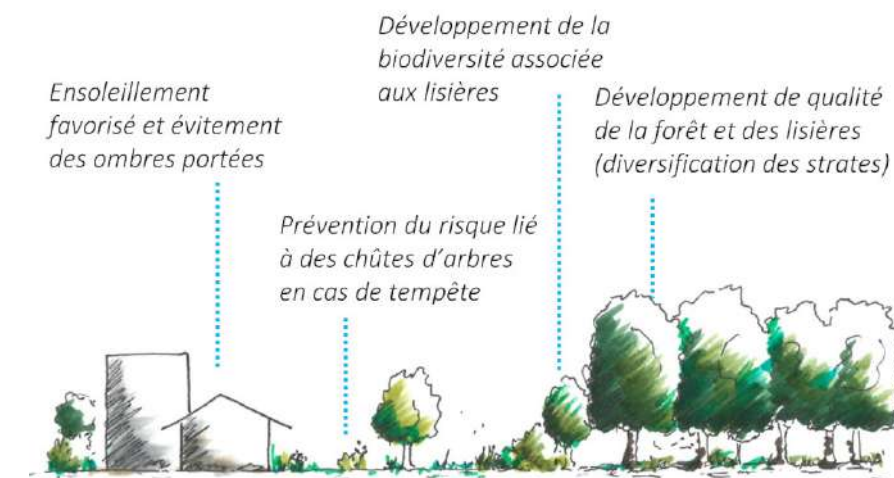 Développement de la
biodiversité associée
aux lisières
Ensoleillement
favorisé et évitement
des ombres portées
Développement de qualité
de la forêt et des lisières
(diversification des strates)
Prévention du risque lié
à des chûtes d'arbres
en cas de tempête